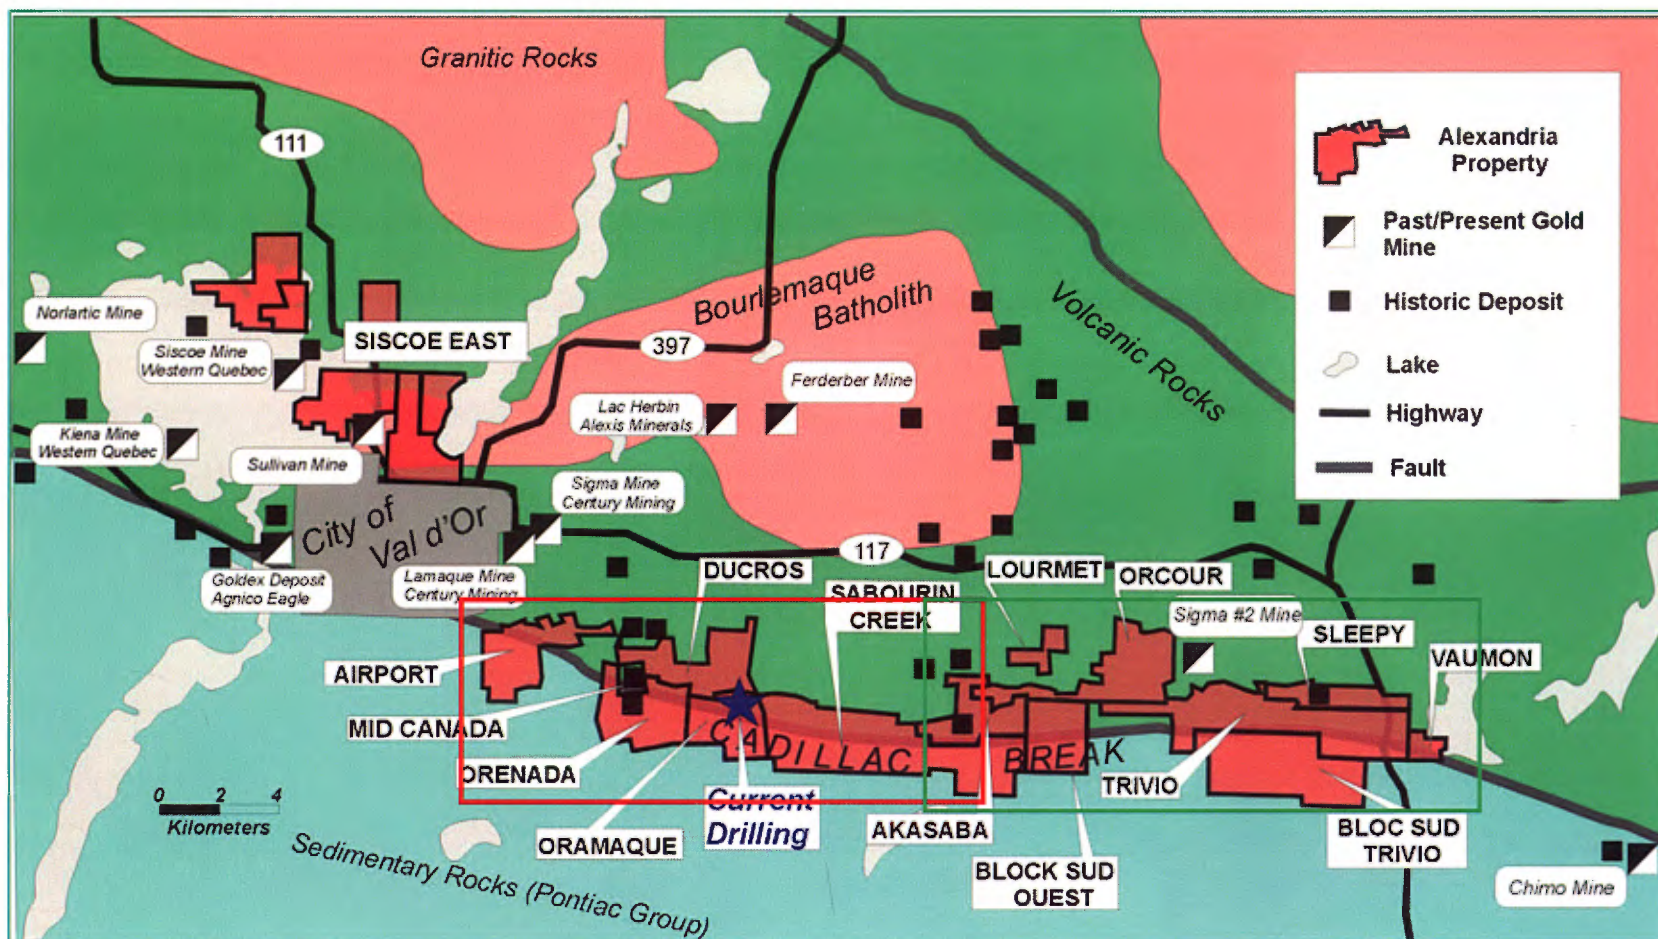 Granitic Rocks
111
Alexandria
Property
Past/Present Gold
Mine
Historic Deposit
Lake
Highway
Fault
Bourlemaque
Batholith
Volcanic Rocks
Norlartic Mine
Siscoe Mine
Western Quebec
SISCOE EAST
397
Ferderber Mine
Lac Herbin
Alexis Minerals
Kiena Mine
Western Quebec
Sullivan Mine
Sigma Mine
Century Mining
City of
Val d'Or
117
Goldex Deposit
Agnico Eagle
Lamaque Mine
Century Mining
DUCROS
SABOURIN
CREEK
LOURMET
ORCOUR
Sigma #2 Mine
SLEEPY
VAUMON
AIRPORT
MID CANADA
ORENADA
CADILLAC BREAK
TRIVIO
0 2 4
Kilometers
Current
Drilling
ORAMAQUE
AKASABA
BLOCK SUD
OUEST
BLOC SUD
TRIVIO
Sedimentary Rocks (Pontiac Group)
Chimo Mine